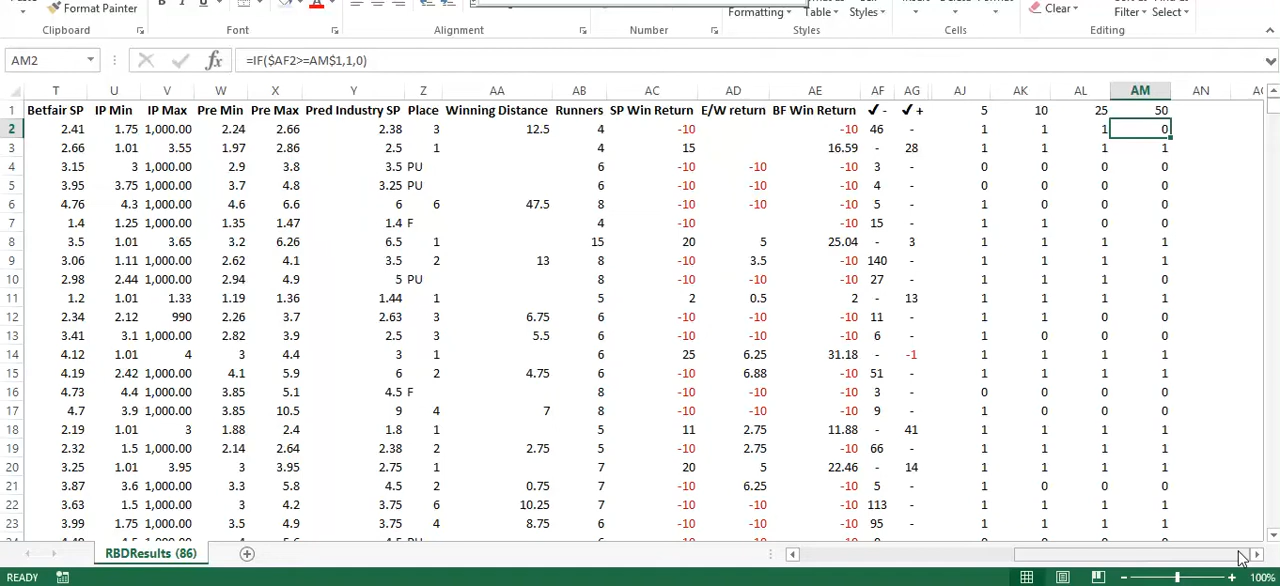 Format Painter
Formatting Table Styles
Clear
Filter Select
Clipboard Font Alignment Number Styles Cells Editing
AM2 fx =IF($AF2>=AM$1,1,0)
T U V W X Y Z AA AB AC AD AE AF AG AJ AK AL AM AN
1 Betfair SP IP Min IP Max Pre Min Pre Max Pred Industry SP Place Winning Distance Runners SP Win Return E/W return BF Win Return ✓- ✓+ 5 10 25 50
2 2.41 1.75 1,000.00 2.24 2.66 2.38 3 12.5 4 -10 -10 46 - 1 1 1 0
3 2.66 1.01 3.55 1.97 2.86 2.5 1 4 15 16.59 - 28 1 1 1 1
4 3.15 3 1,000.00 2.9 3.8 3.5 PU 6 -10 -10 -10 3 - 0 0 0 0
5 3.95 3.75 1,000.00 3.7 4.8 3.25 PU 6 -10 -10 -10 4 - 0 0 0 0
6 4.76 4.3 1,000.00 4.6 6.6 6 6 47.5 8 -10 -10 -10 5 - 1 0 0 0
7 1.4 1.25 1,000.00 1.35 1.47 1.4 F 4 -10 -10 15 - 1 1 0 0
8 3.5 1.01 3.65 3.2 6.26 6.5 1 15 20 5 25.04 - 3 1 1 1 1
9 3.06 1.11 1,000.00 2.62 4.1 3.5 2 13 8 -10 3.5 -10 140 - 1 1 1 1
10 2.98 2.44 1,000.00 2.94 4.9 5 PU 8 -10 -10 -10 27 - 1 1 1 0
11 1.2 1.01 1.33 1.19 1.36 1.44 1 5 2 0.5 2 - 13 1 1 1 1
12 2.34 2.12 990 2.26 3.7 2.63 3 6.75 6 -10 -10 -10 11 - 1 1 0 0
13 3.41 3.1 1,000.00 2.82 3.9 2.5 3 5.5 6 -10 -10 -10 6 - 1 0 0 0
14 4.12 1.01 4 3 4.4 3 1 6 25 6.25 31.18 - -1 1 1 1 1
15 4.19 2.42 1,000.00 4.1 5.9 6 2 4.75 6 -10 6.88 -10 51 - 1 1 1 1
16 4.73 4.4 1,000.00 3.85 5.1 4.5 F 8 -10 -10 -10 3 - 0 0 0 0
17 4.7 3.9 1,000.00 3.85 10.5 9 4 7 8 -10 -10 -10 9 - 1 0 0 0
18 2.19 1.01 3 1.88 2.4 1.8 1 5 11 2.75 11.88 - 41 1 1 1 1
19 2.32 1.5 1,000.00 2.14 2.64 2.38 2 2.75 5 -10 2.75 -10 66 - 1 1 1 1
20 3.25 1.01 3.95 3 3.95 2.75 1 7 20 5 22.46 - 14 1 1 1 1
21 3.87 3.6 1,000.00 3.3 5.8 4.5 2 0.75 8 -10 6.25 -10 5 - 1 0 0 0
22 3.63 1.5 1,000.00 3 4.2 3.75 6 10.25 7 -10 -10 -10 113 - 1 1 1 1
23 3.99 1.75 1,000.00 3.5 4.9 3.75 4 8.75 6 -10 -10 -10 95 - 1 1 1 1
RBDResults (86)
READY 100%